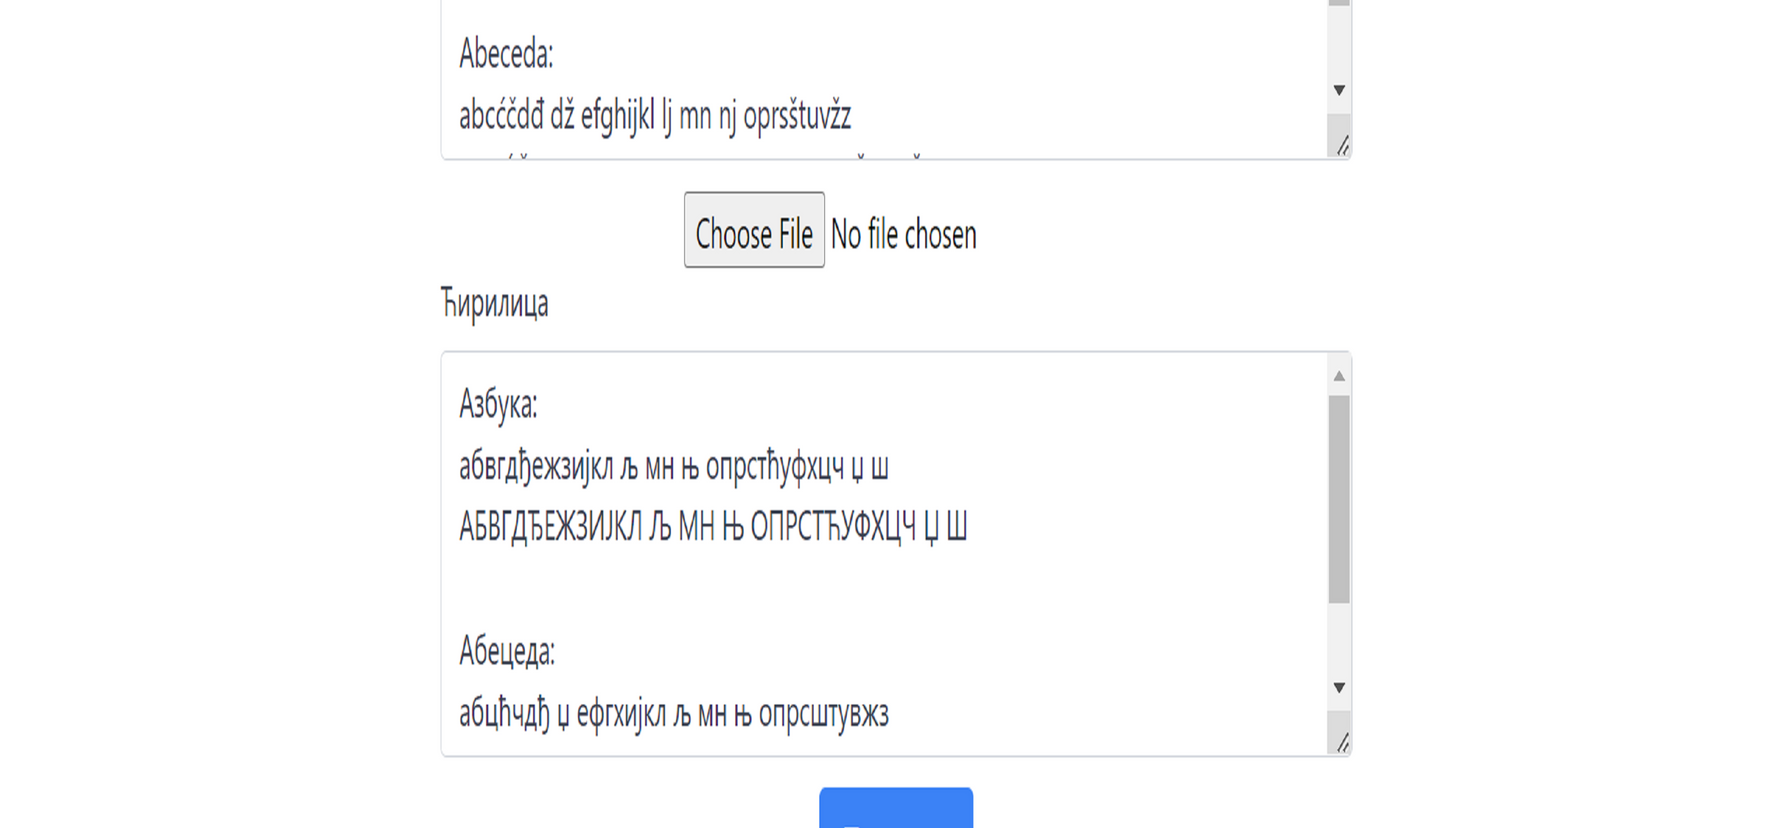 Abeceda:
abcćčdđ dž efghijkl lj mn nj oprsštuvžz
Choose File No file chosen
Ћирилица
Азбука:
абвгдђежзијкл љ мн њ опрстћуфхцч џ ш
АБВГДЂЕЖЗИЈКЛ Љ МН Њ ОПРСТЋУФХЦЧ Џ Ш
Абецеда:
абцћчдђ џ ефгхијкл љ мн њ опрсштувжз